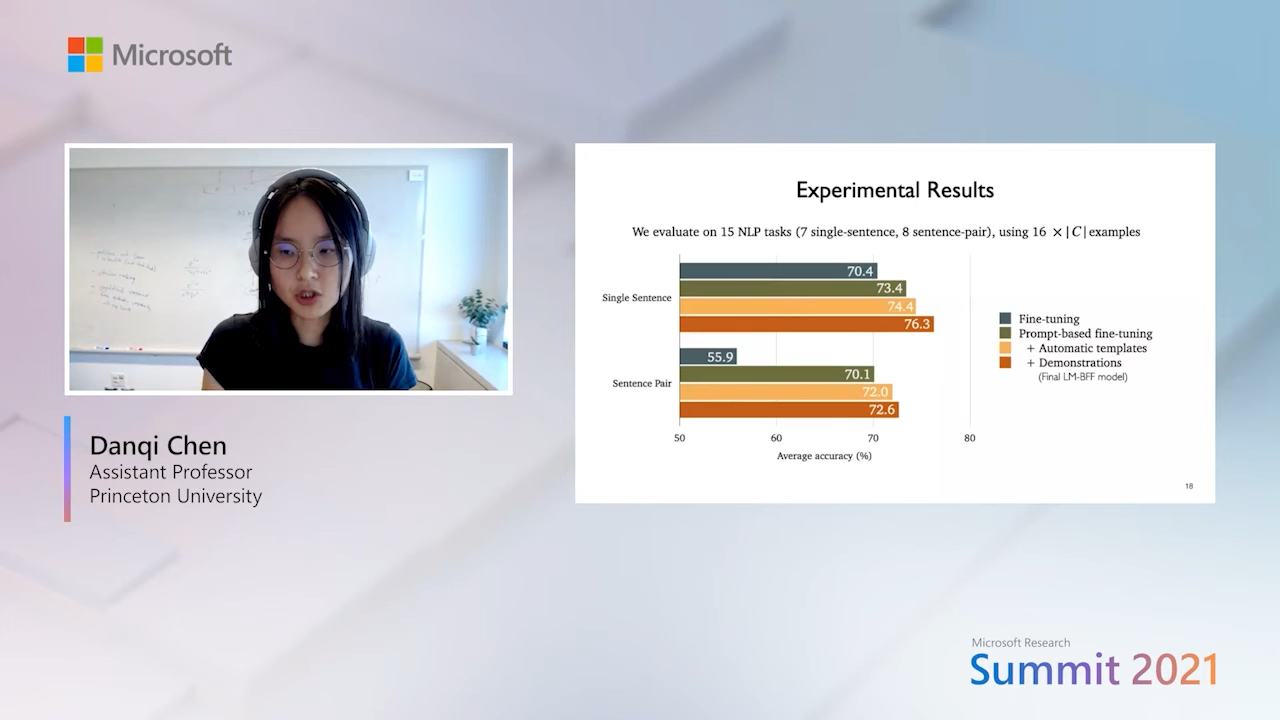 Microsoft
Experimental Results
We evaluate on 15 NLP tasks (7 single-sentence, 8 sentence-pair), using 16 × |C| examples
Single Sentence
70.4
73.4
74.4
76.3
Sentence Pair
55.9
70.1
72.0
72.6
50 60 70 80
Average accuracy (%)
Fine-tuning
Prompt-based fine-tuning
+ Automatic templates
+ Demonstrations
(Final LM-BFF model)
18
Danqi Chen
Assistant Professor
Princeton University
Microsoft Research
Summit 2021